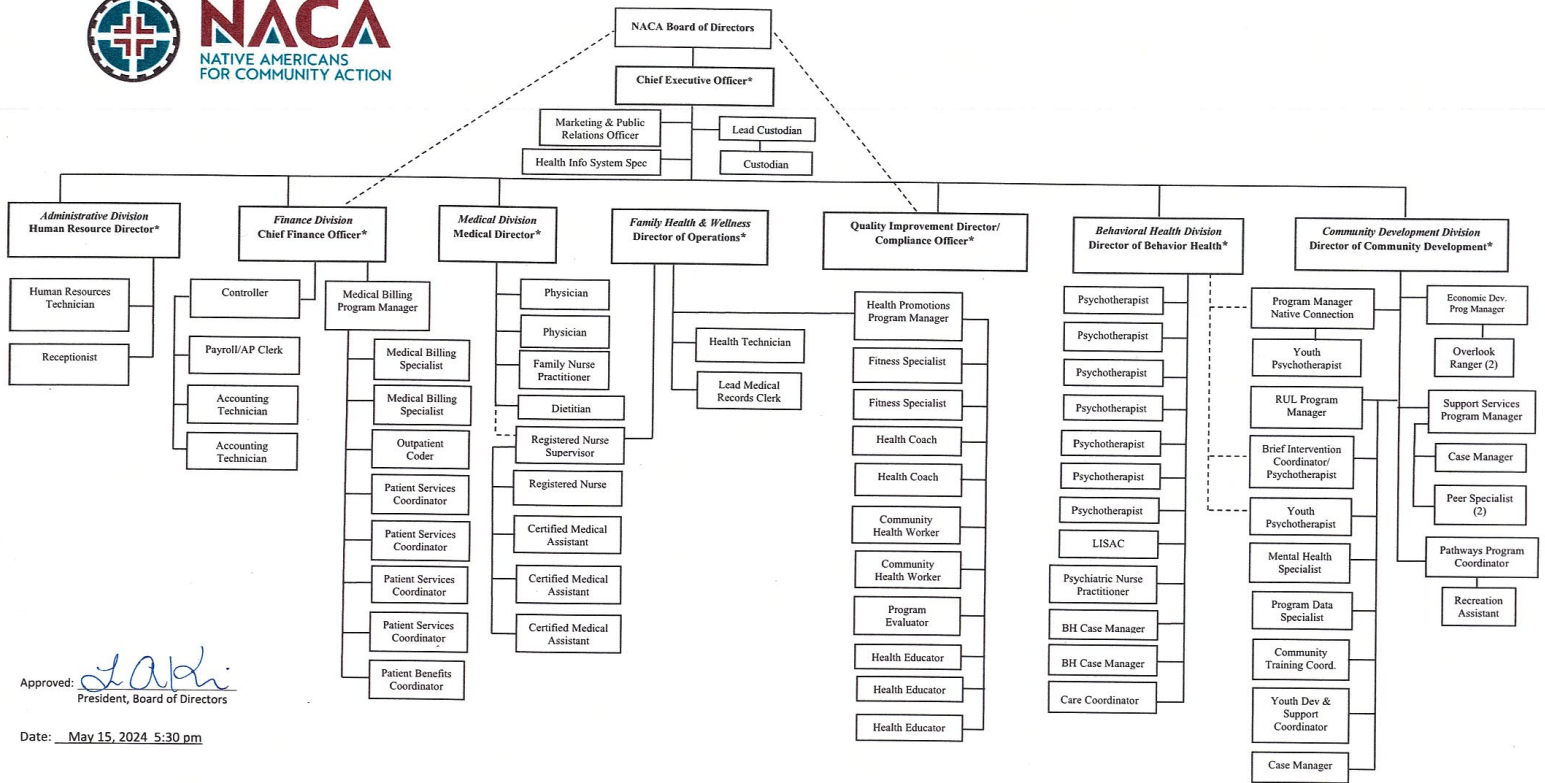 NACA
NATIVE AMERICANS
FOR COMMUNITY ACTION
NACA Board of Directors
Chief Executive Officer*
Marketing & Public
Relations Officer
Lead Custodian
Health Info System Spec
Custodian
Administrative Division
Human Resource Director*
Finance Division
Chief Finance Officer*
Medical Division
Medical Director*
Family Health & Wellness
Director of Operations*
Quality Improvement Director/
Compliance Officer*
Behavioral Health Division
Director of Behavior Health*
Community Development Division
Director of Community Development*
Human Resources
Technician
Receptionist
Controller
Payroll/AP Clerk
Accounting
Technician
Accounting
Technician
Medical Billing
Program Manager
Medical Billing
Specialist
Medical Billing
Specialist
Outpatient
Coder
Patient Services
Coordinator
Patient Services
Coordinator
Patient Services
Coordinator
Patient Services
Coordinator
Patient Benefits
Coordinator
Physician
Physician
Family Nurse
Practitioner
Dietitian
Registered Nurse
Supervisor
Registered Nurse
Certified Medical
Assistant
Certified Medical
Assistant
Certified Medical
Assistant
Health Technician
Lead Medical
Records Clerk
Health Promotions
Program Manager
Fitness Specialist
Fitness Specialist
Health Coach
Health Coach
Community
Health Worker
Community
Health Worker
Program
Evaluator
Health Educator
Health Educator
Health Educator
Psychotherapist
Psychotherapist
Psychotherapist
Psychotherapist
Psychotherapist
Psychotherapist
Psychotherapist
LISAC
Psychiatric Nurse
Practitioner
BH Case Manager
BH Case Manager
Care Coordinator
Program Manager
Native Connection
Youth
Psychotherapist
RUL Program
Manager
Brief Intervention
Coordinator/
Psychotherapist
Youth
Psychotherapist
Mental Health
Specialist
Program Data
Specialist
Community
Training Coord.
Youth Dev &
Support
Coordinator
Case Manager
Economic Dev.
Prog Manager
Overlook
Ranger (2)
Support Services
Program Manager
Case Manager
Peer Specialist
(2)
Pathways Program
Coordinator
Recreation
Assistant
Approved:
President, Board of Directors
Date: May 15, 2024 5:30 pm